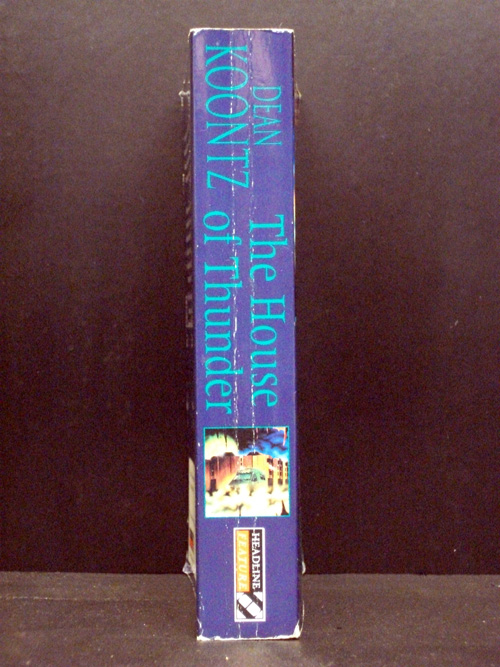 DEAN
KOONTZ
The House
of Thunder
HEADLINE
FEATURE